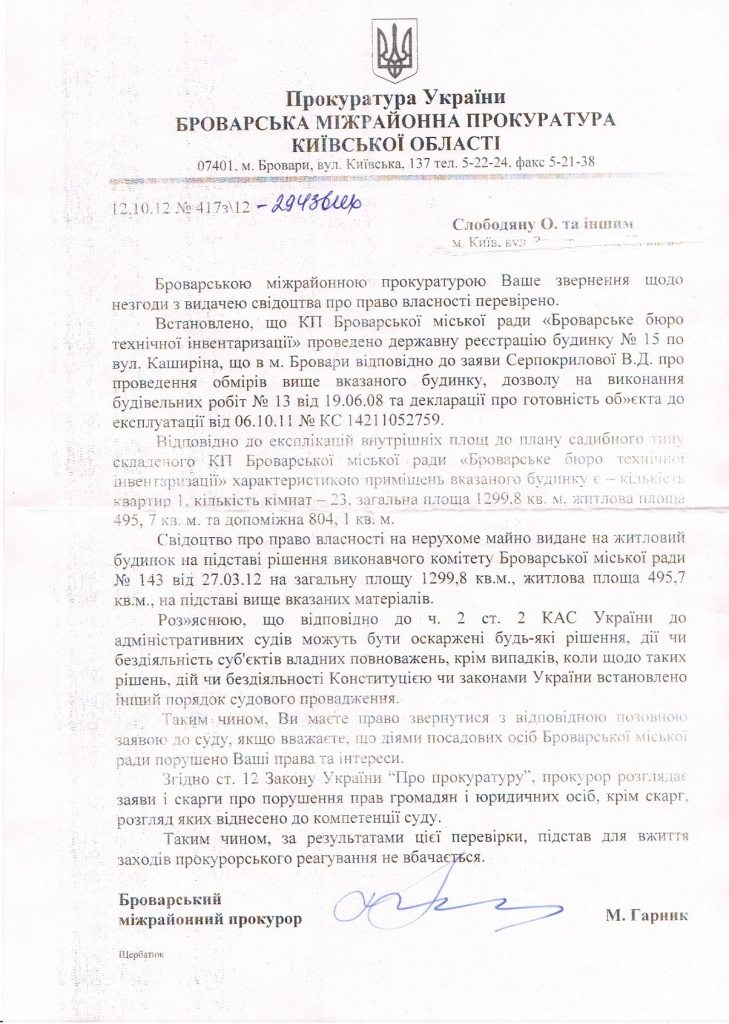 Прокуратура України
БРОВАРСЬКА МІЖРАЙОННА ПРОКУРАТУРА
КИЇВСЬКОЇ ОБЛАСТІ
07401, м. Бровари, вул. Київська, 137 тел. 5-22-24, факс 5-21-38
12.10.12 № 417з\12 – 2943вих
Слободяну О. та іншим
м. Київ, вул
Броварською міжрайонною прокуратурою Ваше звернення щодо
незгоди з видачею свідоцтва про право власності перевірено.
Встановлено, що КП Броварської міської ради «Броварське бюро
технічної інвентаризації» проведено державну реєстрацію будинку № 15 по
вул. Каширіна, що в м. Бровари відповідно до заяви Серпокрилової В.Д. про
проведення обмірів вище вказаного будинку, дозволу на виконання
будівельних робіт № 13 від 19.06.08 та декларації про готовність об»єкта до
експлуатації від 06.10.11 № КС 14211052759.
Відповідно до експлікацій внутрішніх площ до плану садибного типу
складеного КП Броварської міської ради «Броварське бюро технічної
інвентаризації» характеристикою приміщень вказаного будинку є – кількість
квартир 1, кількість кімнат – 23, загальна площа 1299.8 кв. м, житлова площа
495, 7 кв. м. та допоміжна 804, 1 кв. м.
Свідоцтво про право власності на нерухоме майно видане на житловий
будинок на підставі рішення виконавчого комітету Броварської міської ради
№ 143 від 27.03.12 на загальну площу 1299,8 кв.м., житлова площа 495,7
кв.м., на підставі вище вказаних матеріалів.
Роз»яснюю, що відповідно до ч. 2 ст. 2 КАС України до
адміністративних судів можуть бути оскаржені будь-які рішення, дії чи
бездіяльність суб'єктів владних повноважень, крім випадків, коли щодо таких
рішень, дій чи бездіяльності Конституцією чи законами України встановлено
інший порядок судового провадження.
Таким чином, Ви маєте право звернутися з відповідною позовною
заявою до суду, якщо вважаєте, що діями посадових осіб Броварської міської
ради порушено Ваші права та інтереси.
Згідно ст. 12 Закону України “Про прокуратуру”, прокурор розглядає
заяви і скарги про порушення прав громадян і юридичних осіб, крім скарг,
розгляд яких віднесено до компетенції суду.
Таким чином, за результатами цієї перевірки, підстав для вжиття
заходів прокурорського реагування не вбачається.
Броварський
міжрайонний прокурор М. Гарник
Щербатюк